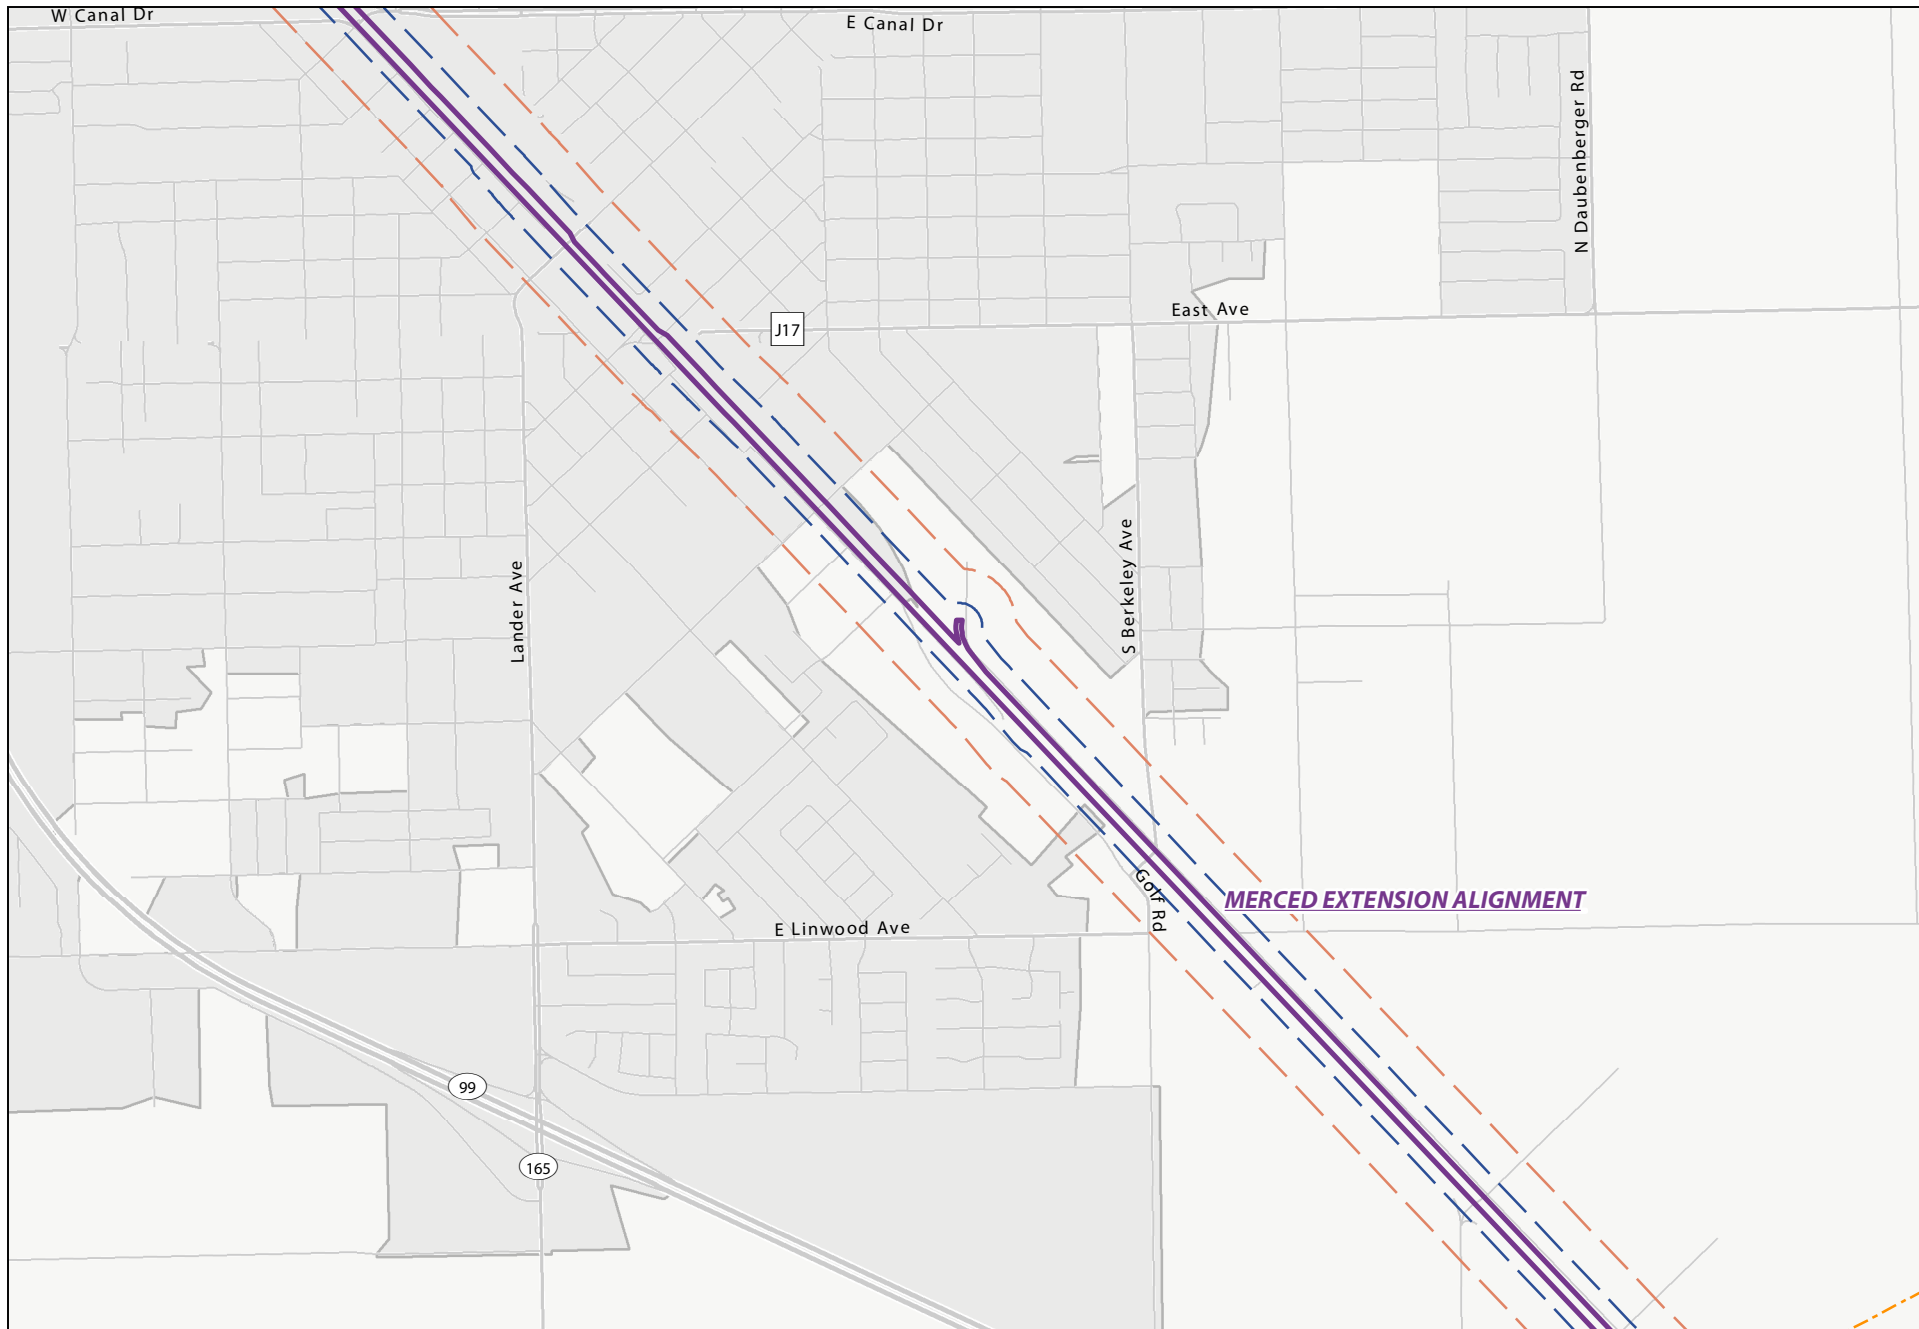 W Canal Dr
E Canal Dr
N Daubenberger Rd
East Ave
J17
S Berkeley Ave
Lander Ave
Golf Rd
MERCED EXTENSION ALIGNMENT
E Linwood Ave
99
165